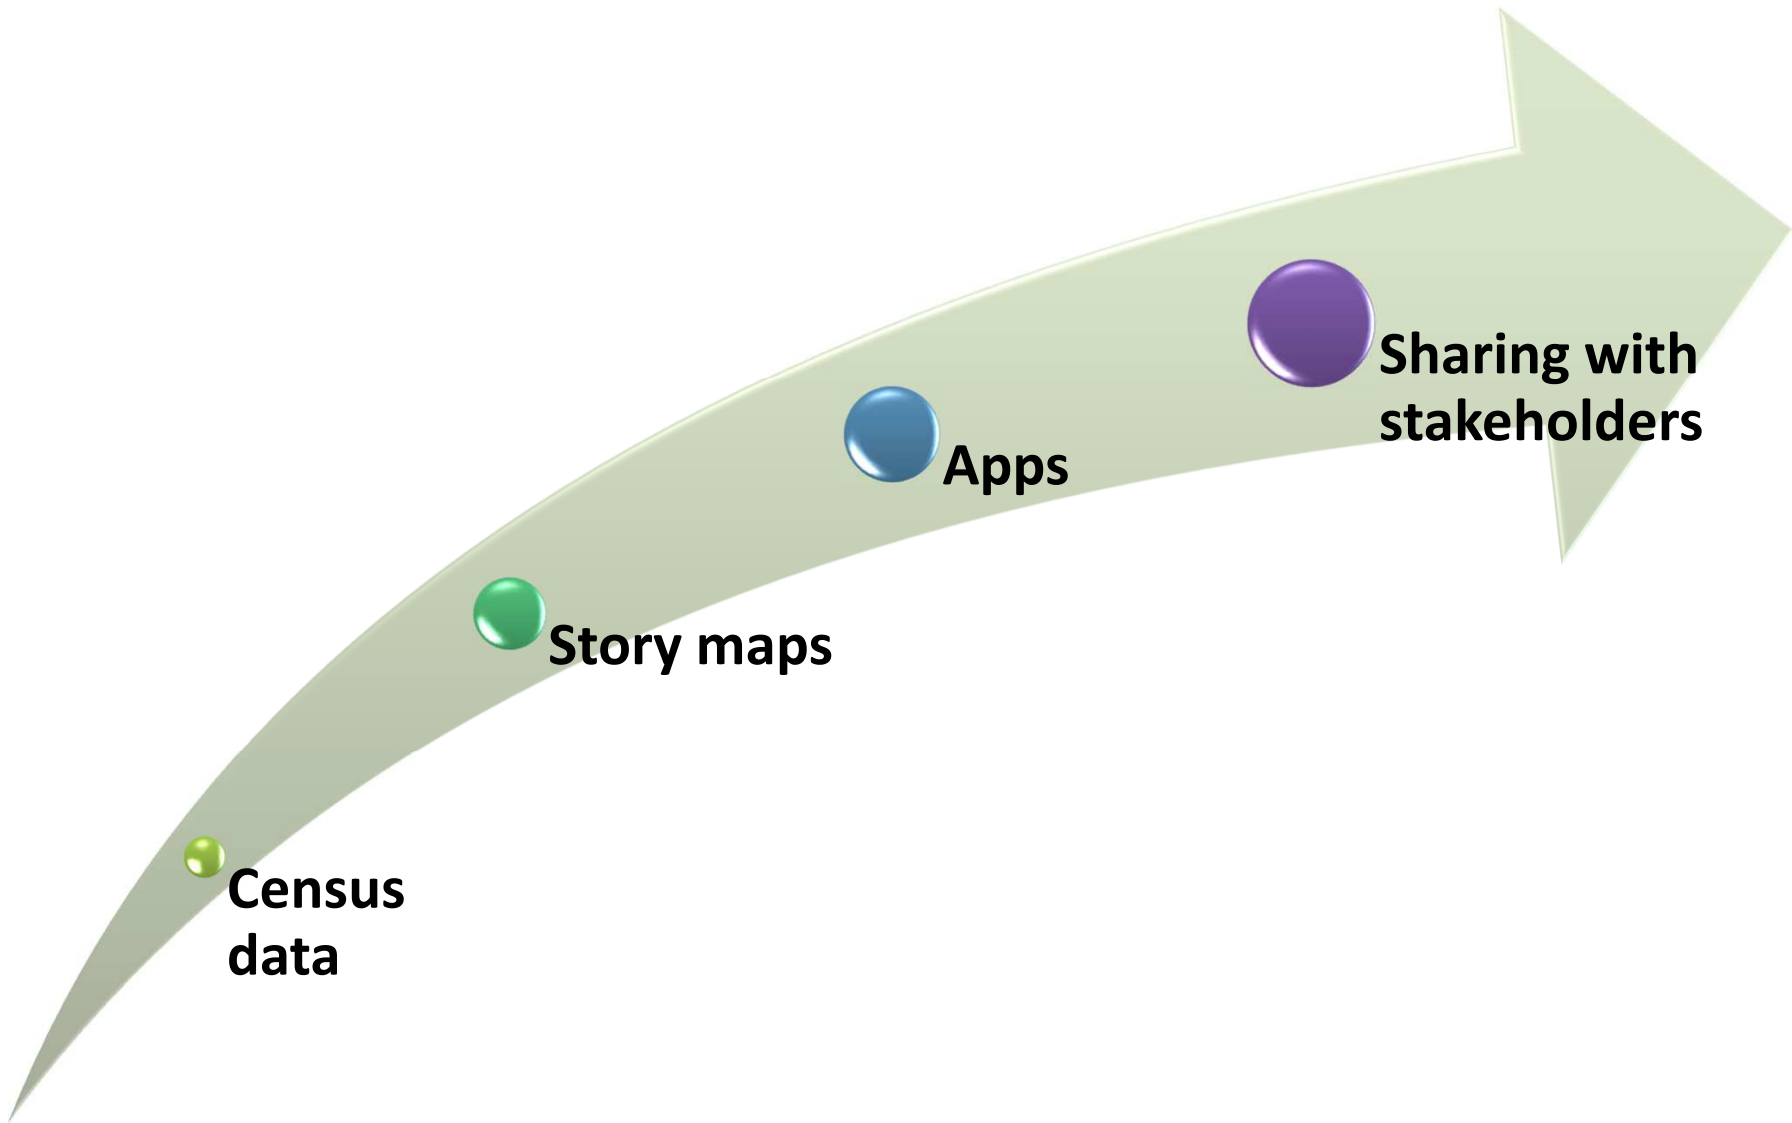 Sharing with
stakeholders
Apps
Story maps
Census
data